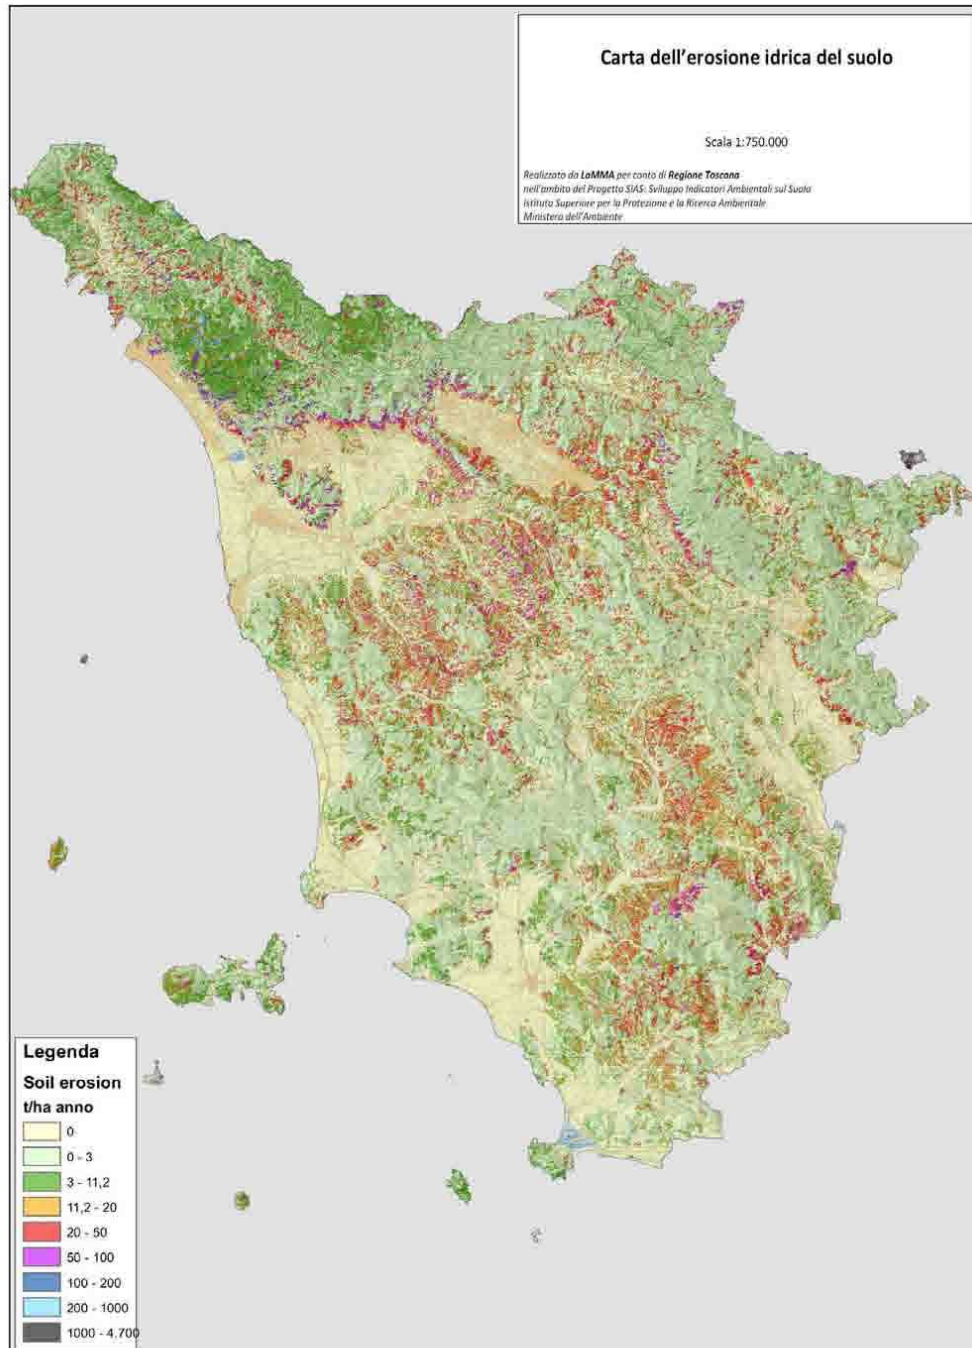 Carta dell'erosione idrica del suolo
Scala 1:750.000
Realizzato da LaMMA per conto di Regione Toscana
nell'ambito del Progetto SIAS: Sviluppo Indicatori Ambientali sul Suolo
Istituto Superiore per la Protezione e la Ricerca Ambientale
Ministero dell'Ambiente
Legenda
Soil erosion
t/ha anno
0
0 - 3
3 - 11,2
11,2 - 20
20 - 50
50 - 100
100 - 200
200 - 1000
1000 - 4.700